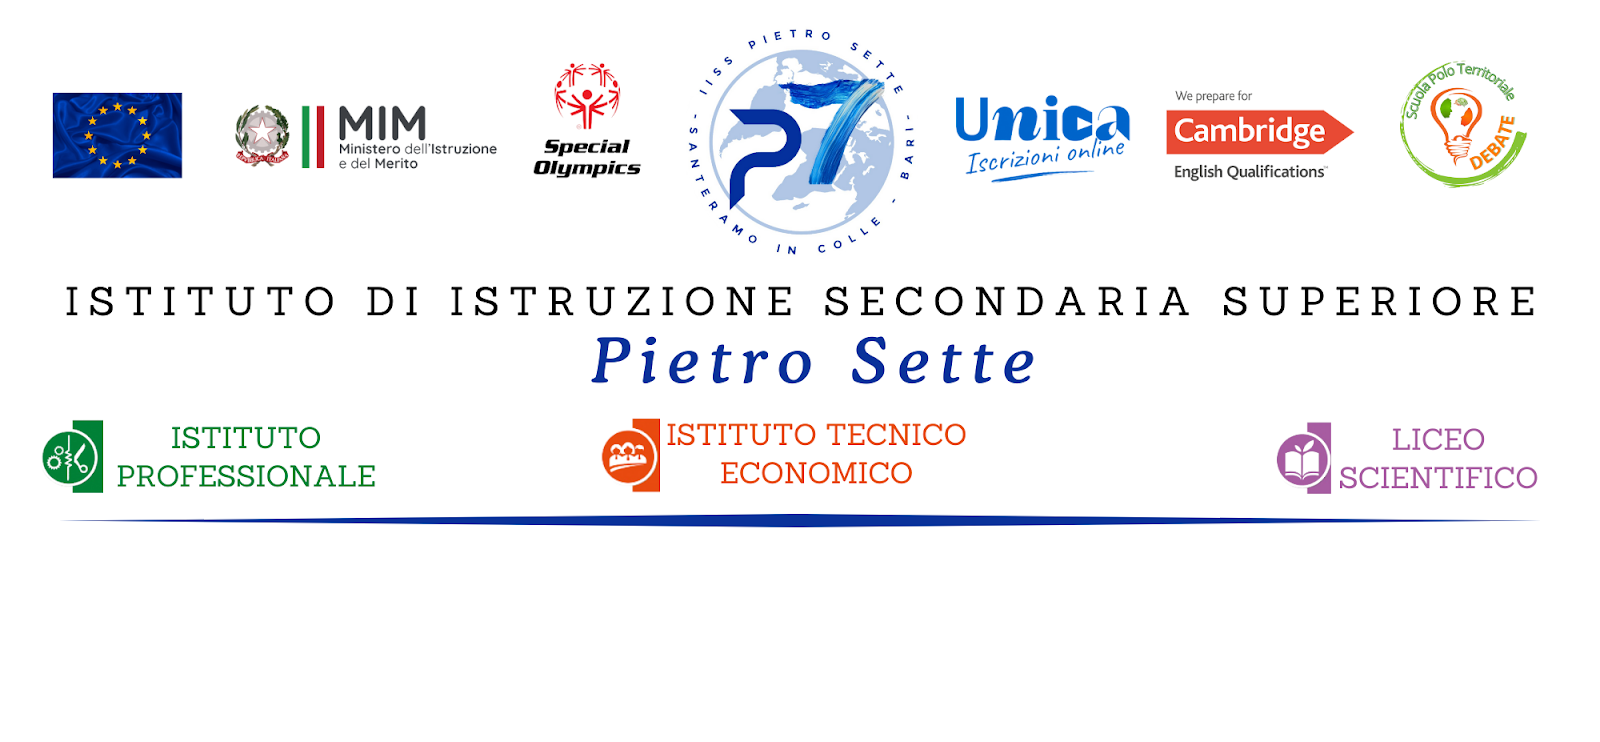 IISS PIETRO SETTE
- SANTERAMO IN COLLE - BARI -
P7
MIM
Ministero dell'Istruzione
e del Merito
Special
Olympics
Unica
Iscrizioni online
We prepare for
Cambridge
English Qualifications™
Scuola Polo Territoriale
DEBATE
ISTITUTO DI ISTRUZIONE SECONDARIA SUPERIORE
Pietro Sette
ISTITUTO
PROFESSIONALE
ISTITUTO TECNICO
ECONOMICO
LICEO
SCIENTIFICO